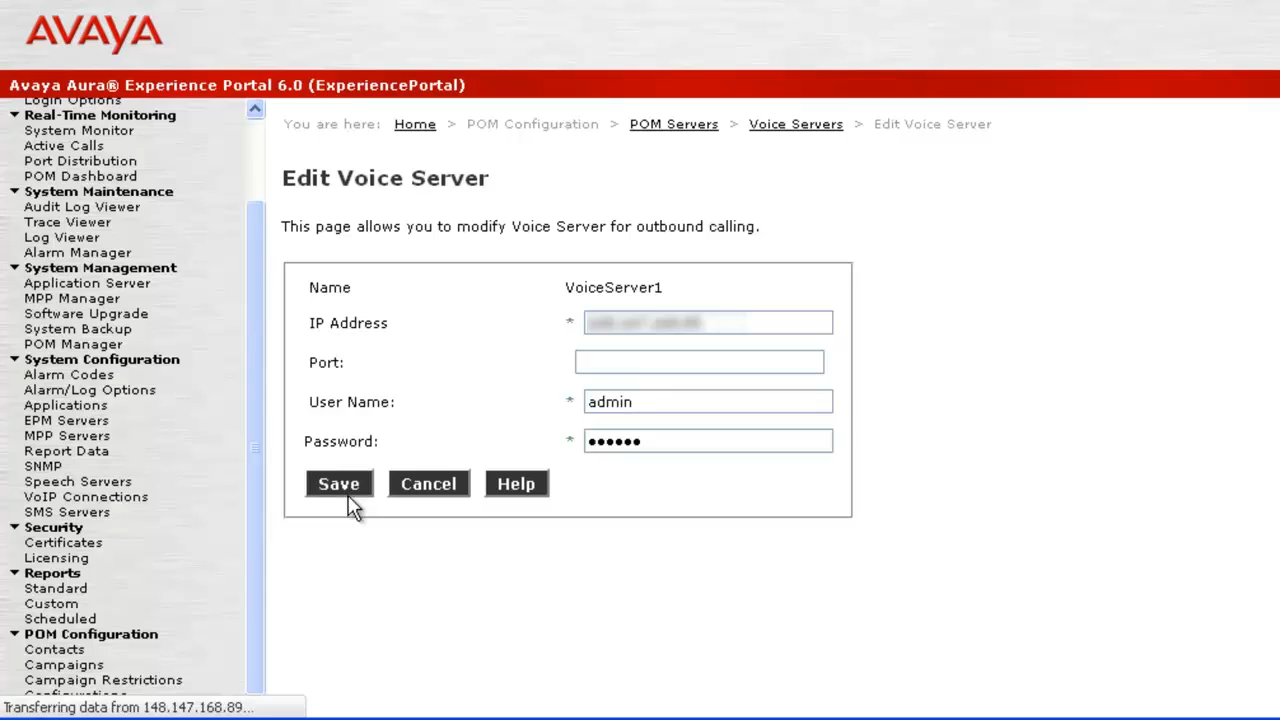 AVAYA
Avaya Aura® Experience Portal 6.0 (ExperiencePortal)
Login Options
Real-Time Monitoring
System Monitor
Active Calls
Port Distribution
POM Dashboard
System Maintenance
Audit Log Viewer
Trace Viewer
Log Viewer
Alarm Manager
System Management
Application Server
MPP Manager
Software Upgrade
System Backup
POM Manager
System Configuration
Alarm Codes
Alarm/Log Options
Applications
EPM Servers
MPP Servers
Report Data
SNMP
Speech Servers
VoIP Connections
SMS Servers
Security
Certificates
Licensing
Reports
Standard
Custom
Scheduled
POM Configuration
Contacts
Campaigns
Campaign Restrictions
Configurations
You are here: Home > POM Configuration > POM Servers > Voice Servers > Edit Voice Server
Edit Voice Server
This page allows you to modify Voice Server for outbound calling.
Name VoiceServer1
IP Address *
Port:
User Name: * admin
Password: * ●●●●●●
Save Cancel Help
Transferring data from 148.147.168.89...